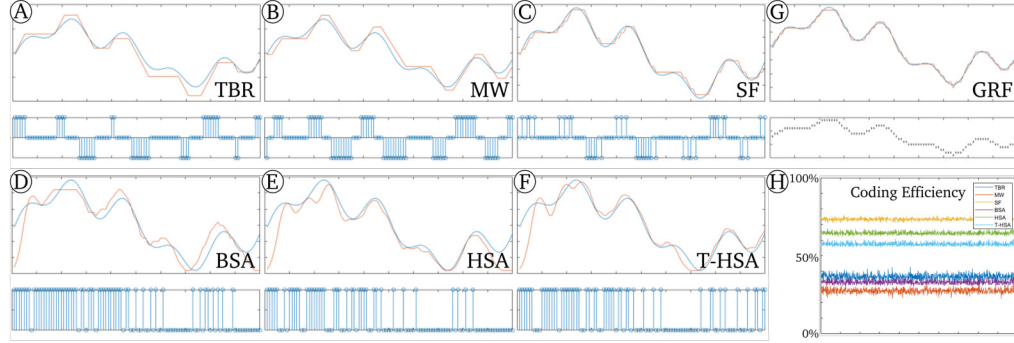 A
TBR
B
MW
C
SF
G
GRF
D
BSA
E
HSA
F
T-HSA
H
100%
50%
0%
Coding Efficiency
TBR
MW
SF
BSA
HSA
T-HSA